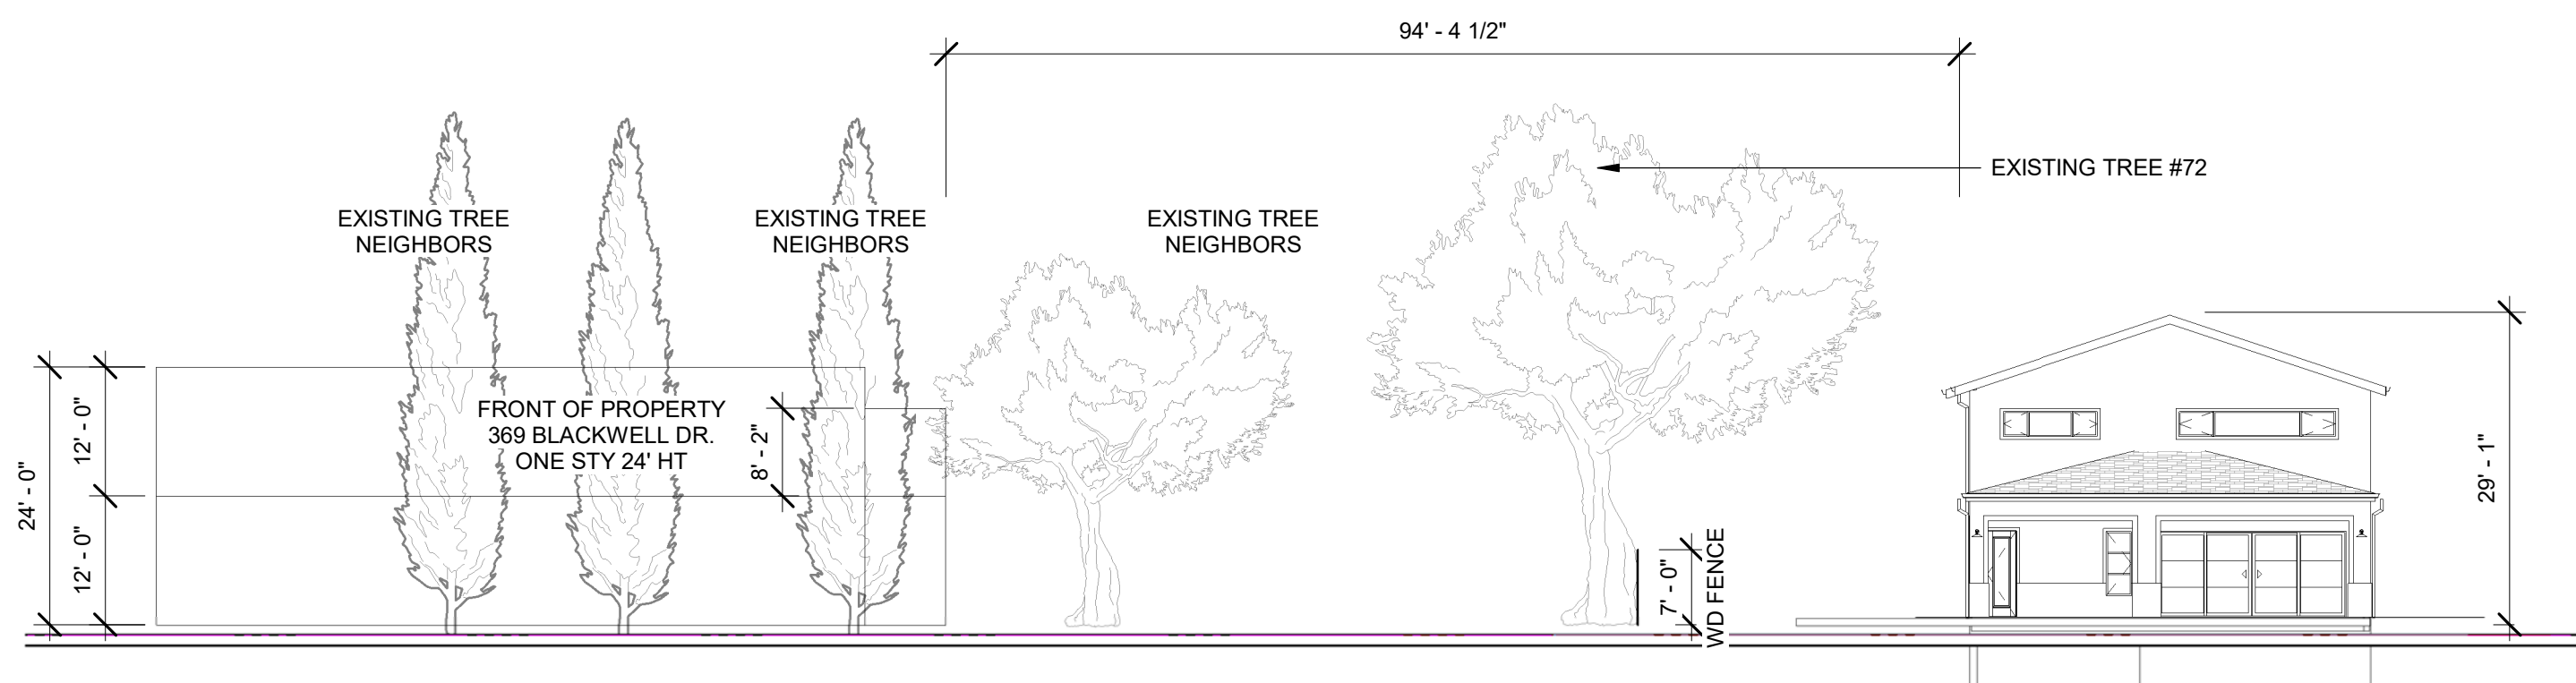 94' - 4 1/2"
EXISTING TREE #72
EXISTING TREE
NEIGHBORS
EXISTING TREE
NEIGHBORS
EXISTING TREE
NEIGHBORS
FRONT OF PROPERTY
369 BLACKWELL DR.
ONE STY 24' HT
24' - 0"
12' - 0"
12' - 0"
8' - 2"
7' - 0"
WD FENCE
29' - 1"